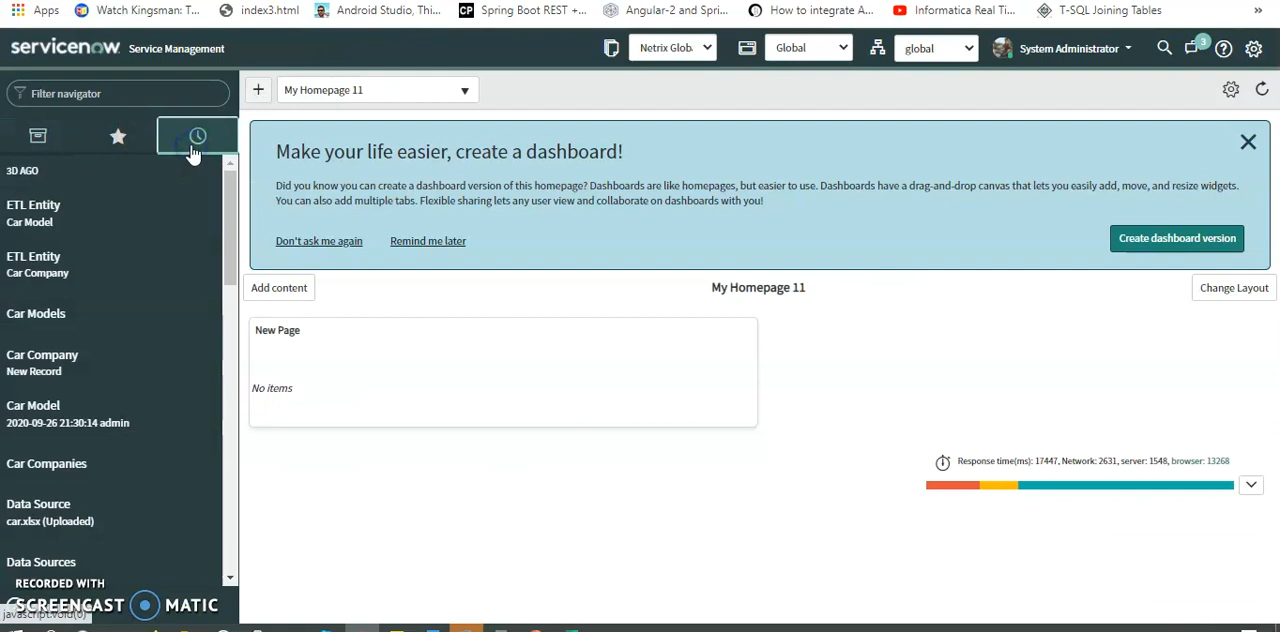 Apps Watch Kingsman: T... index3.html Android Studio, Thi... CP Spring Boot REST +... Angular-2 and Spri... How to integrate A... Informatica Real Ti... T-SQL Joining Tables »
servicenow Service Management Netrix Glob. Global global System Administrator 3
Filter navigator
My Homepage 11
3D AGO
ETL Entity
Car Model
ETL Entity
Car Company
Car Models
Car Company
New Record
Car Model
2020-09-26 21:30:14 admin
Car Companies
Data Source
car.xlsx (Uploaded)
Data Sources
RECORDED WITH
SCREENCAST MATIC
javascript:void(0)
Make your life easier, create a dashboard!
Did you know you can create a dashboard version of this homepage? Dashboards are like homepages, but easier to use. Dashboards have a drag-and-drop canvas that lets you easily add, move, and resize widgets.
You can also add multiple tabs. Flexible sharing lets any user view and collaborate on dashboards with you!
Don't ask me again Remind me later Create dashboard version
Add content My Homepage 11 Change Layout
New Page
No items
Response time(ms): 17447, Network: 2631, server: 1548, browser: 13268